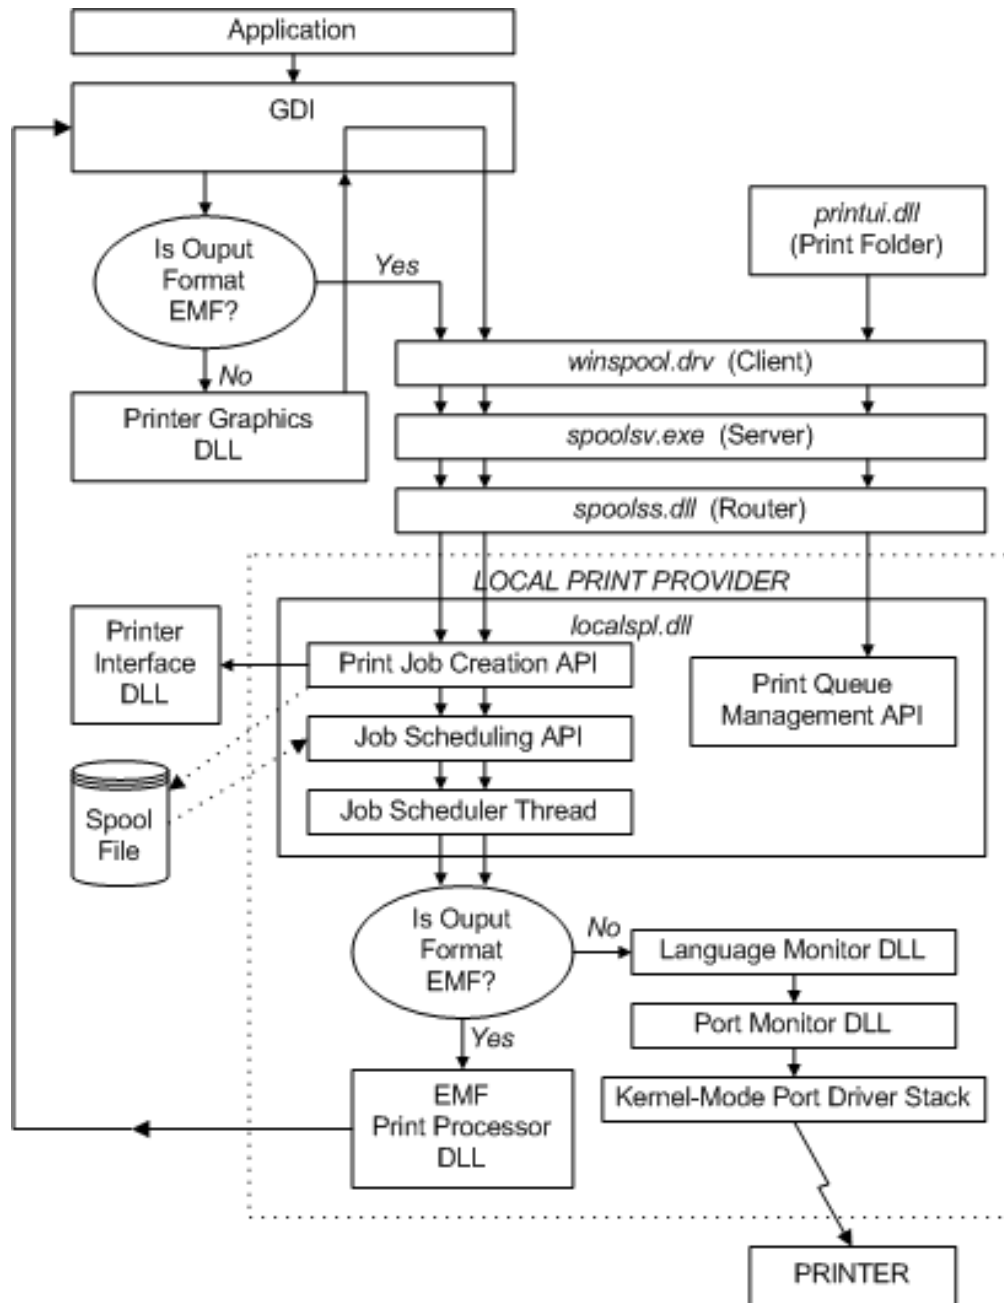 Application
GDI
printui.dll
(Print Folder)
Is Ouput
Format
EMF?
Yes
No
winspool.drv (Client)
Printer Graphics
DLL
spoolsv.exe (Server)
spoolss.dll (Router)
LOCAL PRINT PROVIDER
localspl.dll
Printer
Interface
DLL
Print Job Creation API
Print Queue
Management API
Job Scheduling API
Spool
File
Job Scheduler Thread
Is Ouput
Format
EMF?
No
Language Monitor DLL
Port Monitor DLL
Yes
EMF
Print Processor
DLL
Kernel-Mode Port Driver Stack
PRINTER